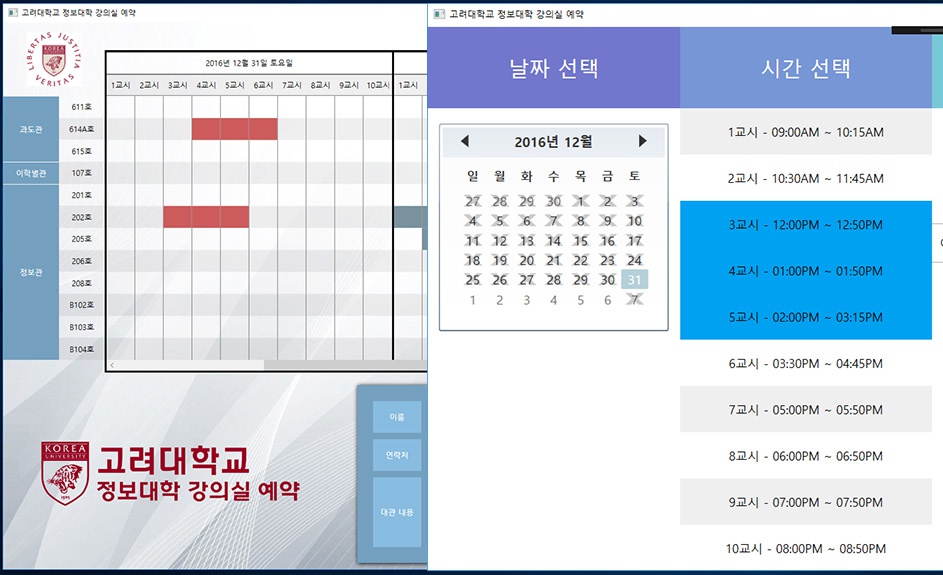 고려대학교 정보대학 강의실 예약
LIBERTAS JUSTITIA VERITAS
KOREA
2016년 12월 31일 토요일
1교시 2교시 3교시 4교시 5교시 6교시 7교시 8교시 9교시 10교시 1교시
과도관
611호
614A호
615호
이학별관
107호
정보관
201호
202호
205호
206호
208호
B102호
B103호
B104호
이름
연락처
대관 내용
KOREA
UNIVERSITY
고려대학교
정보대학 강의실 예약
고려대학교 정보대학 강의실 예약
날짜 선택
시간 선택
2016년 12월
일 월 화 수 목 금 토
27 28 29 30 1 2 3
4 5 6 7 8 9 10
11 12 13 14 15 16 17
18 19 20 21 22 23 24
25 26 27 28 29 30 31
1 2 3 4 5 6 7
1교시 - 09:00AM ~ 10:15AM
2교시 - 10:30AM ~ 11:45AM
3교시 - 12:00PM ~ 12:50PM
4교시 - 01:00PM ~ 01:50PM
5교시 - 02:00PM ~ 03:15PM
6교시 - 03:30PM ~ 04:45PM
7교시 - 05:00PM ~ 05:50PM
8교시 - 06:00PM ~ 06:50PM
9교시 - 07:00PM ~ 07:50PM
10교시 - 08:00PM ~ 08:50PM